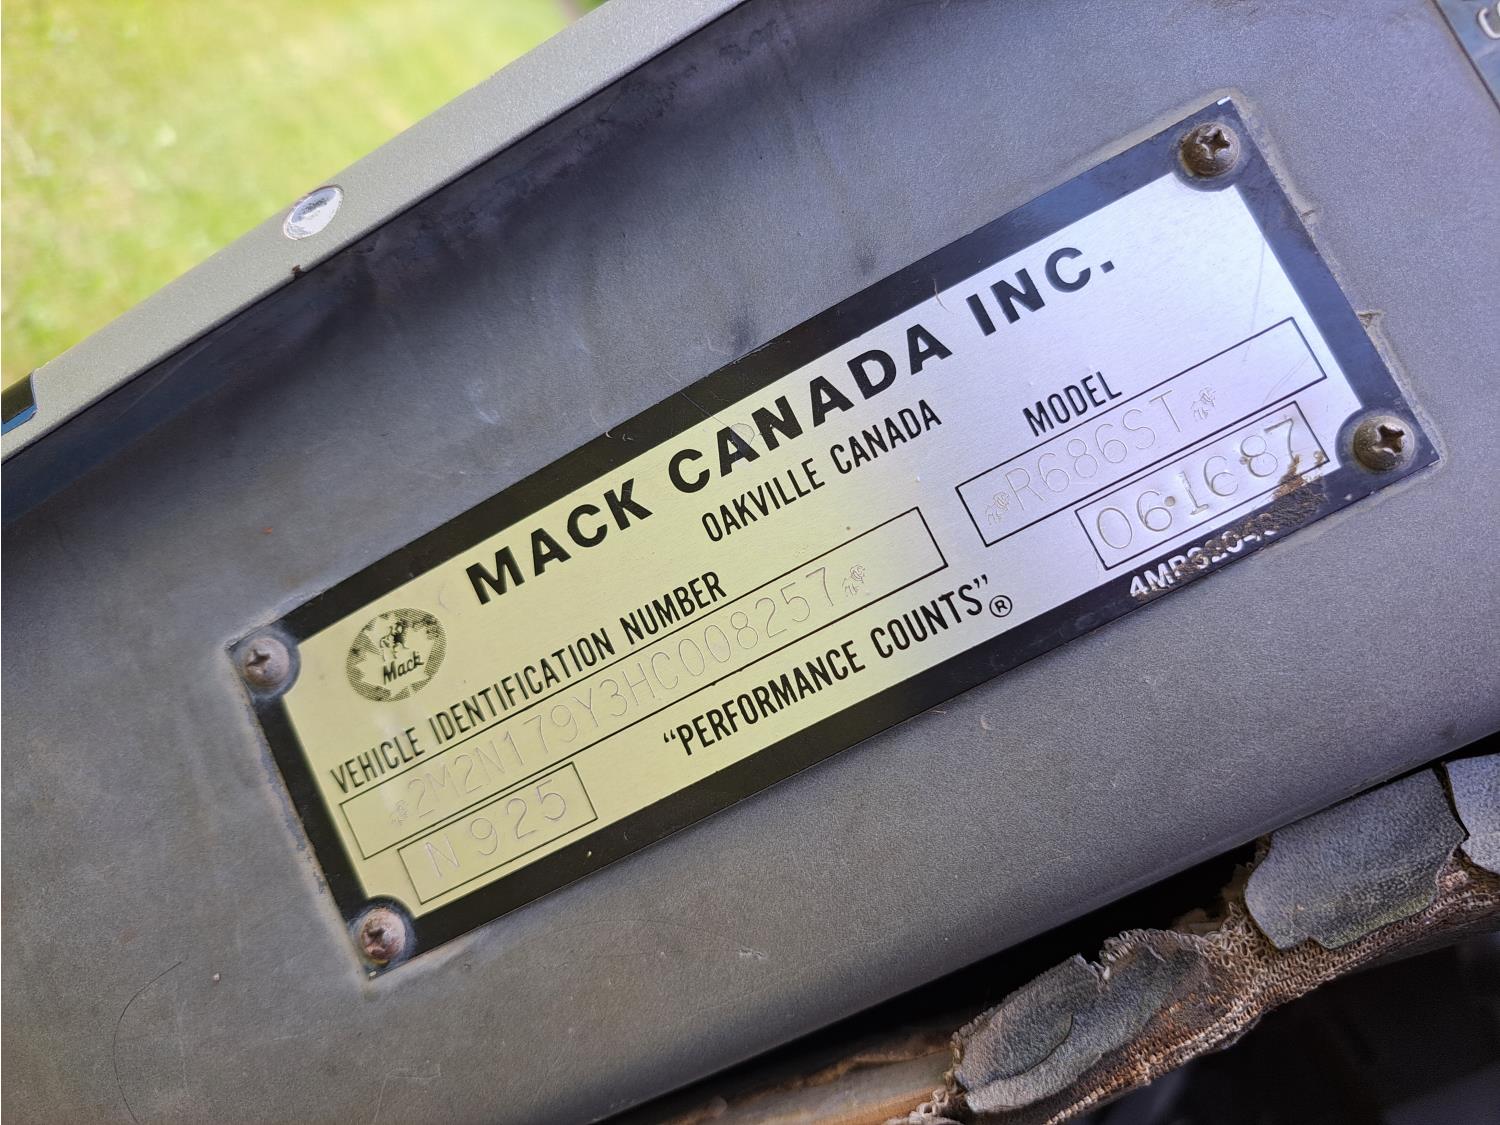 MACK CANADA INC.
OAKVILLE CANADA
Mack
MODEL
R686ST
VEHICLE IDENTIFICATION NUMBER
2M2N179Y3HC008257
06·16·87
N 925
"PERFORMANCE COUNTS"®